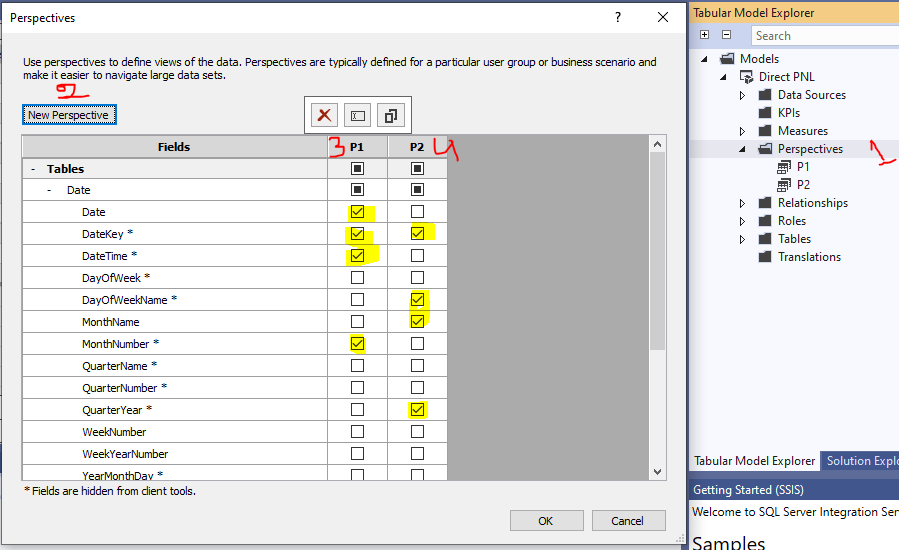 Perspectives
?
Use perspectives to define views of the data. Perspectives are typically defined for a particular user group or business scenario and
make it easier to navigate large data sets.
2
New Perspective
Fields 3 P1 P2 4
- Tables
- Date
Date
DateKey *
DateTime *
DayOfWeek *
DayOfWeekName *
MonthName
MonthNumber *
QuarterName *
QuarterNumber *
QuarterYear *
WeekNumber
WeekYearNumber
YearMonthDay *
* Fields are hidden from client tools.
OK Cancel
Tabular Model Explorer
Search
Models
Direct PNL
Data Sources
KPIs
Measures
Perspectives 1
P1
P2
Relationships
Roles
Tables
Translations
Tabular Model Explorer Solution Explo
Getting Started (SSIS)
Welcome to SQL Server Integration Ser
Samples